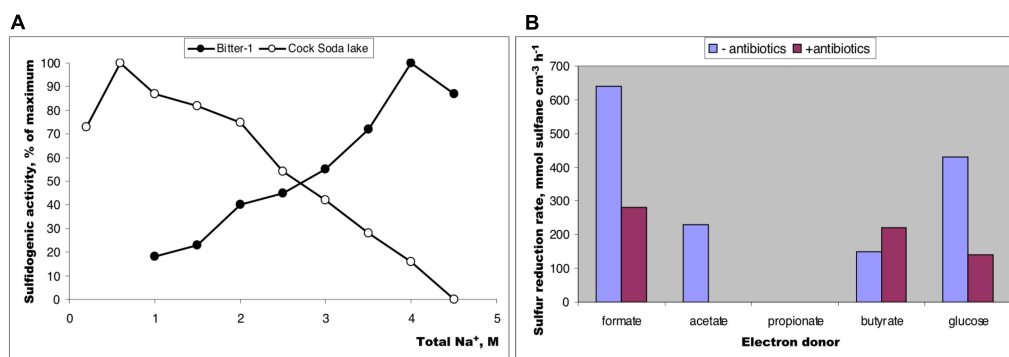 A
Bitter-1 Cock Soda lake
Sulfidogenic activity, % of maximum
100
90
80
70
60
50
40
30
20
10
0
0 1 2 3 4 5
Total Na⁺, M
B
- antibiotics +antibiotics
Sulfur reduction rate, mmol sulfane cm⁻³ h⁻¹
700
600
500
400
300
200
100
0
formate acetate propionate butyrate glucose
Electron donor